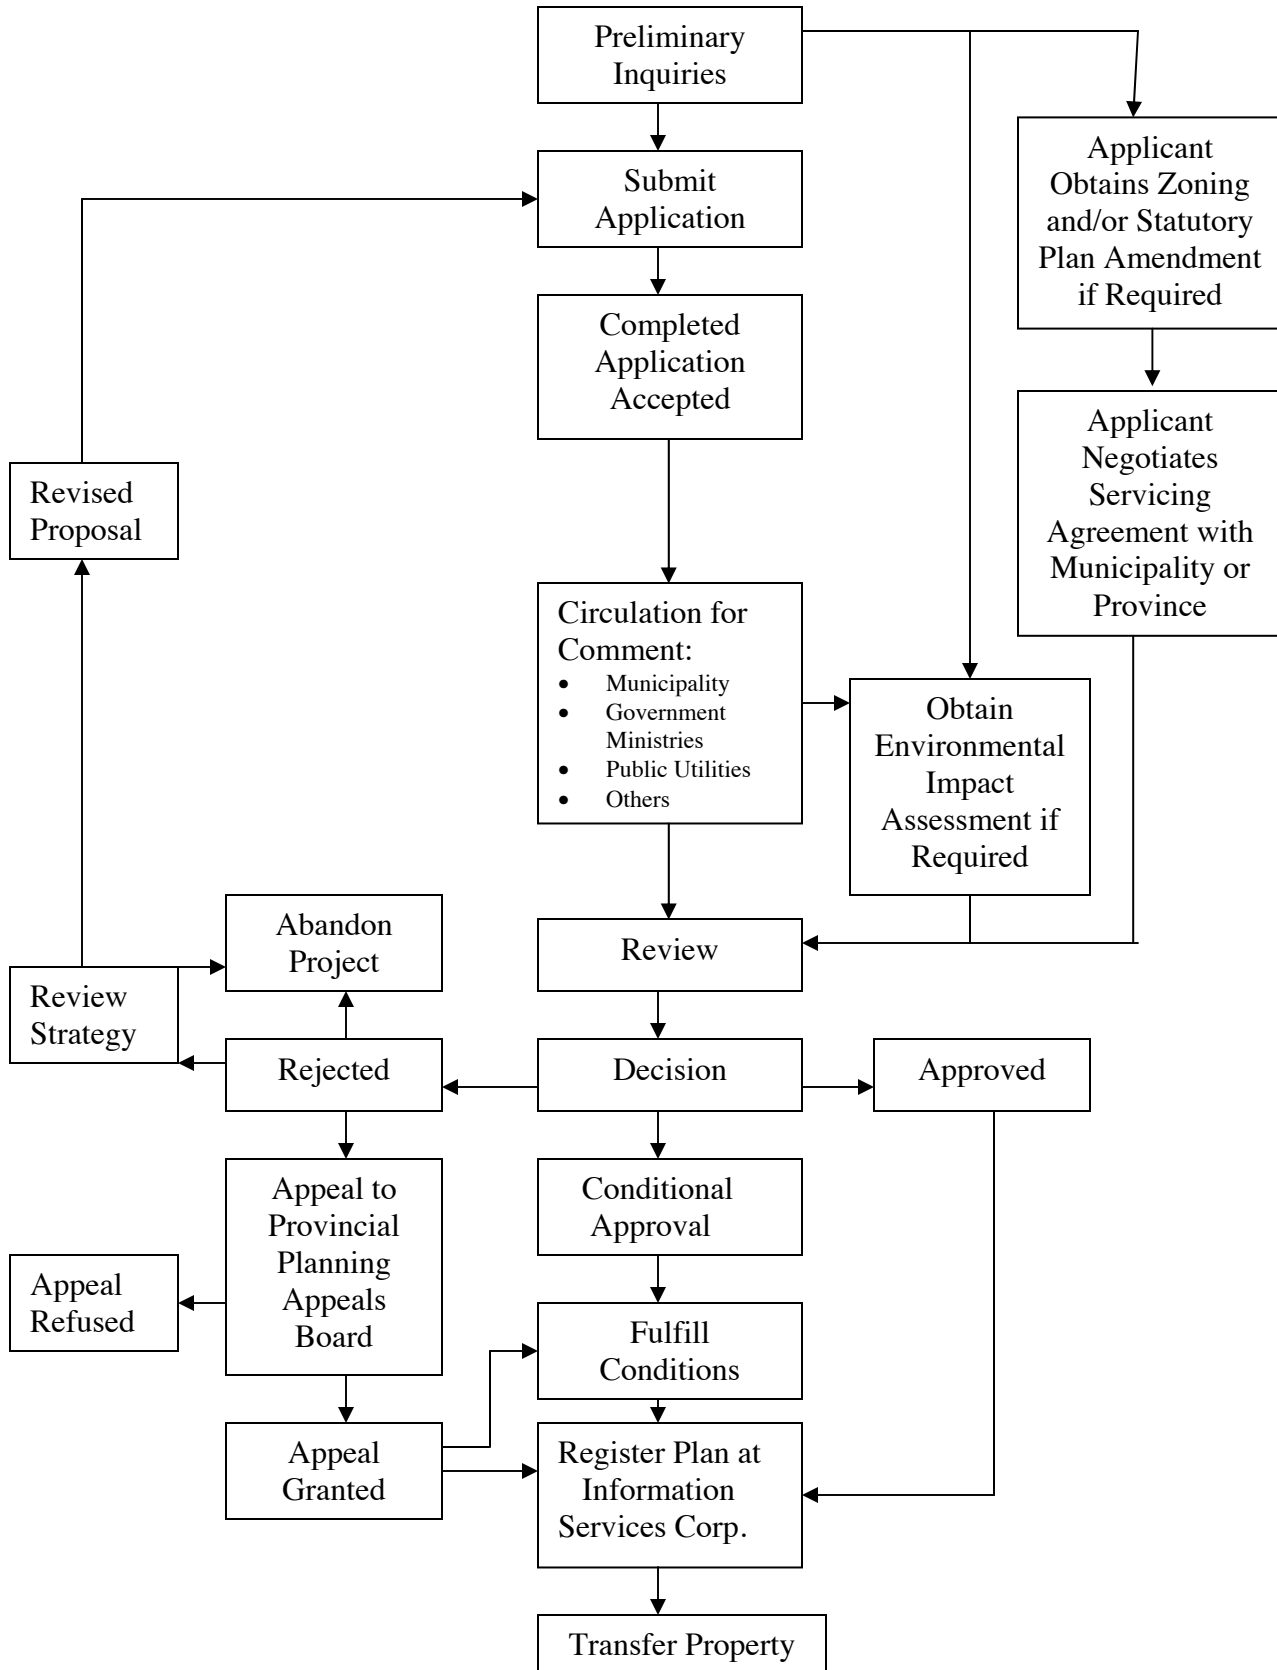 Preliminary
Inquiries
Submit
Application
Applicant
Obtains Zoning
and/or Statutory
Plan Amendment
if Required
Completed
Application
Accepted
Applicant
Negotiates
Servicing
Agreement with
Municipality or
Province
Revised
Proposal
Circulation for
Comment:
• Municipality
• Government
Ministries
• Public Utilities
• Others
Obtain
Environmental
Impact
Assessment if
Required
Abandon
Project
Review
Review
Strategy
Rejected
Decision
Approved
Appeal to
Provincial
Planning
Appeals
Board
Conditional
Approval
Appeal
Refused
Fulfill
Conditions
Appeal
Granted
Register Plan at
Information
Services Corp.
Transfer Property